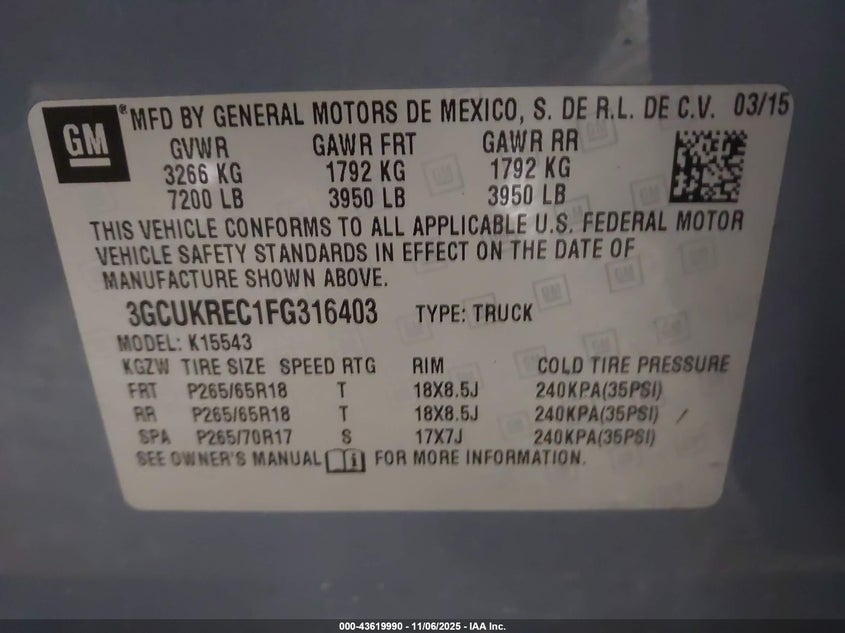 GM
® MFD BY GENERAL MOTORS DE MEXICO, S. DE R.L. DE C.V. 03/15
GVWR GAWR FRT GAWR RR
3266 KG 1792 KG 1792 KG
7200 LB 3950 LB 3950 LB
THIS VEHICLE CONFORMS TO ALL APPLICABLE U.S. FEDERAL MOTOR
VEHICLE SAFETY STANDARDS IN EFFECT ON THE DATE OF
MANUFACTURE SHOWN ABOVE.
3GCUKREC1FG316403 TYPE: TRUCK
MODEL: K15543
KGZW TIRE SIZE SPEED RTG RIM COLD TIRE PRESSURE
FRT P265/65R18 T 18X8.5J 240KPA(35PSI)
RR P265/65R18 T 18X8.5J 240KPA(35PSI)
SPA P265/70R17 S 17X7J 240KPA(35PSI)
SEE OWNER'S MANUAL i FOR MORE INFORMATION.
000-43619990 - 11/06/2025 - IAA Inc.